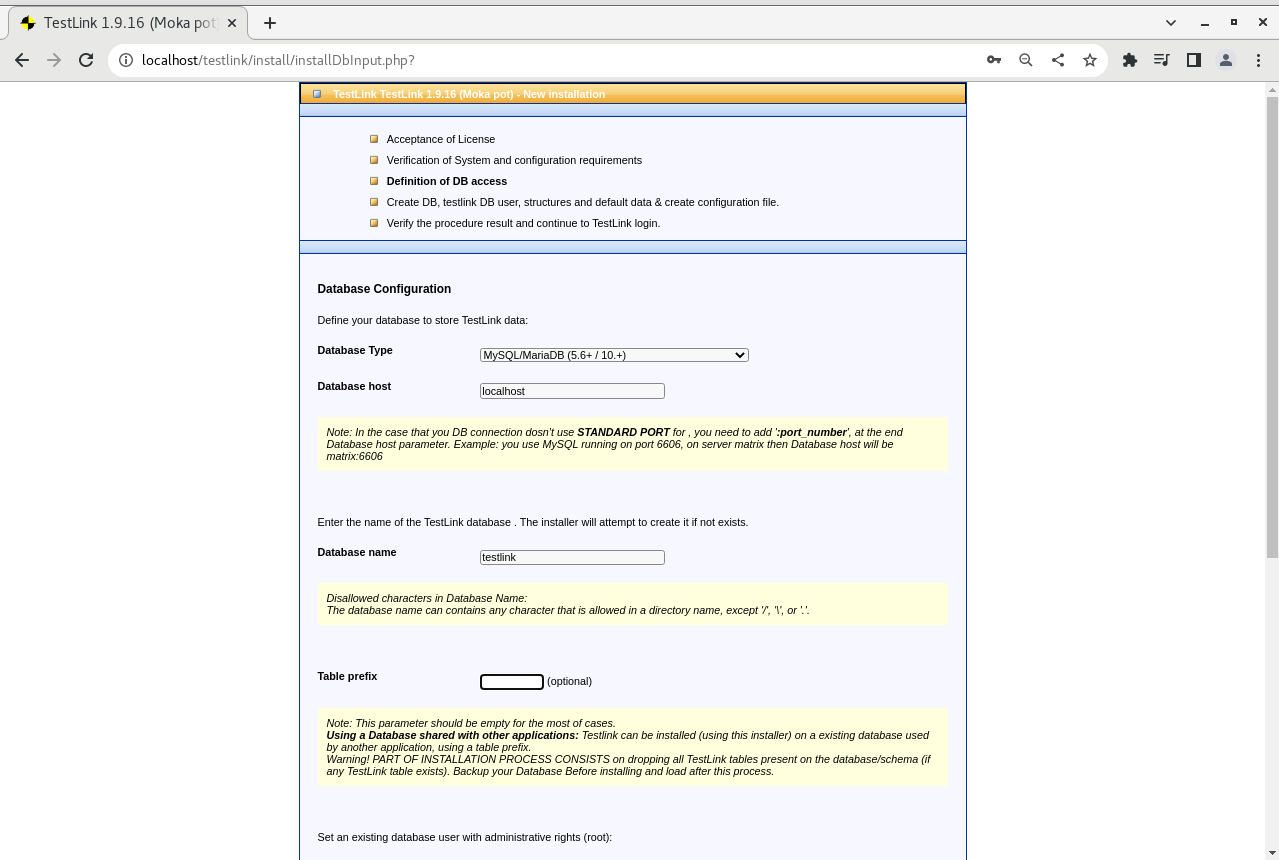 TestLink 1.9.16 (Moka pot)
localhost/testlink/install/installDbInput.php?
TestLink TestLink 1.9.16 (Moka pot) - New installation
Acceptance of License
Verification of System and configuration requirements
Definition of DB access
Create DB, testlink DB user, structures and default data & create configuration file.
Verify the procedure result and continue to TestLink login.
Database Configuration
Define your database to store TestLink data:
Database Type MySQL/MariaDB (5.6+ / 10.+)
Database host localhost
Note: In the case that you DB connection dosn't use STANDARD PORT for , you need to add ':port_number', at the end
Database host parameter. Example: you use MySQL running on port 6606, on server matrix then Database host will be
matrix:6606
Enter the name of the TestLink database . The installer will attempt to create it if not exists.
Database name testlink
Disallowed characters in Database Name:
The database name can contains any character that is allowed in a directory name, except '/', '\', or '.'.
Table prefix (optional)
Note: This parameter should be empty for the most of cases.
Using a Database shared with other applications: Testlink can be installed (using this installer) on a existing database used
by another application, using a table prefix.
Warning! PART OF INSTALLATION PROCESS CONSISTS on dropping all TestLink tables present on the database/schema (if
any TestLink table exists). Backup your Database Before installing and load after this process.
Set an existing database user with administrative rights (root):